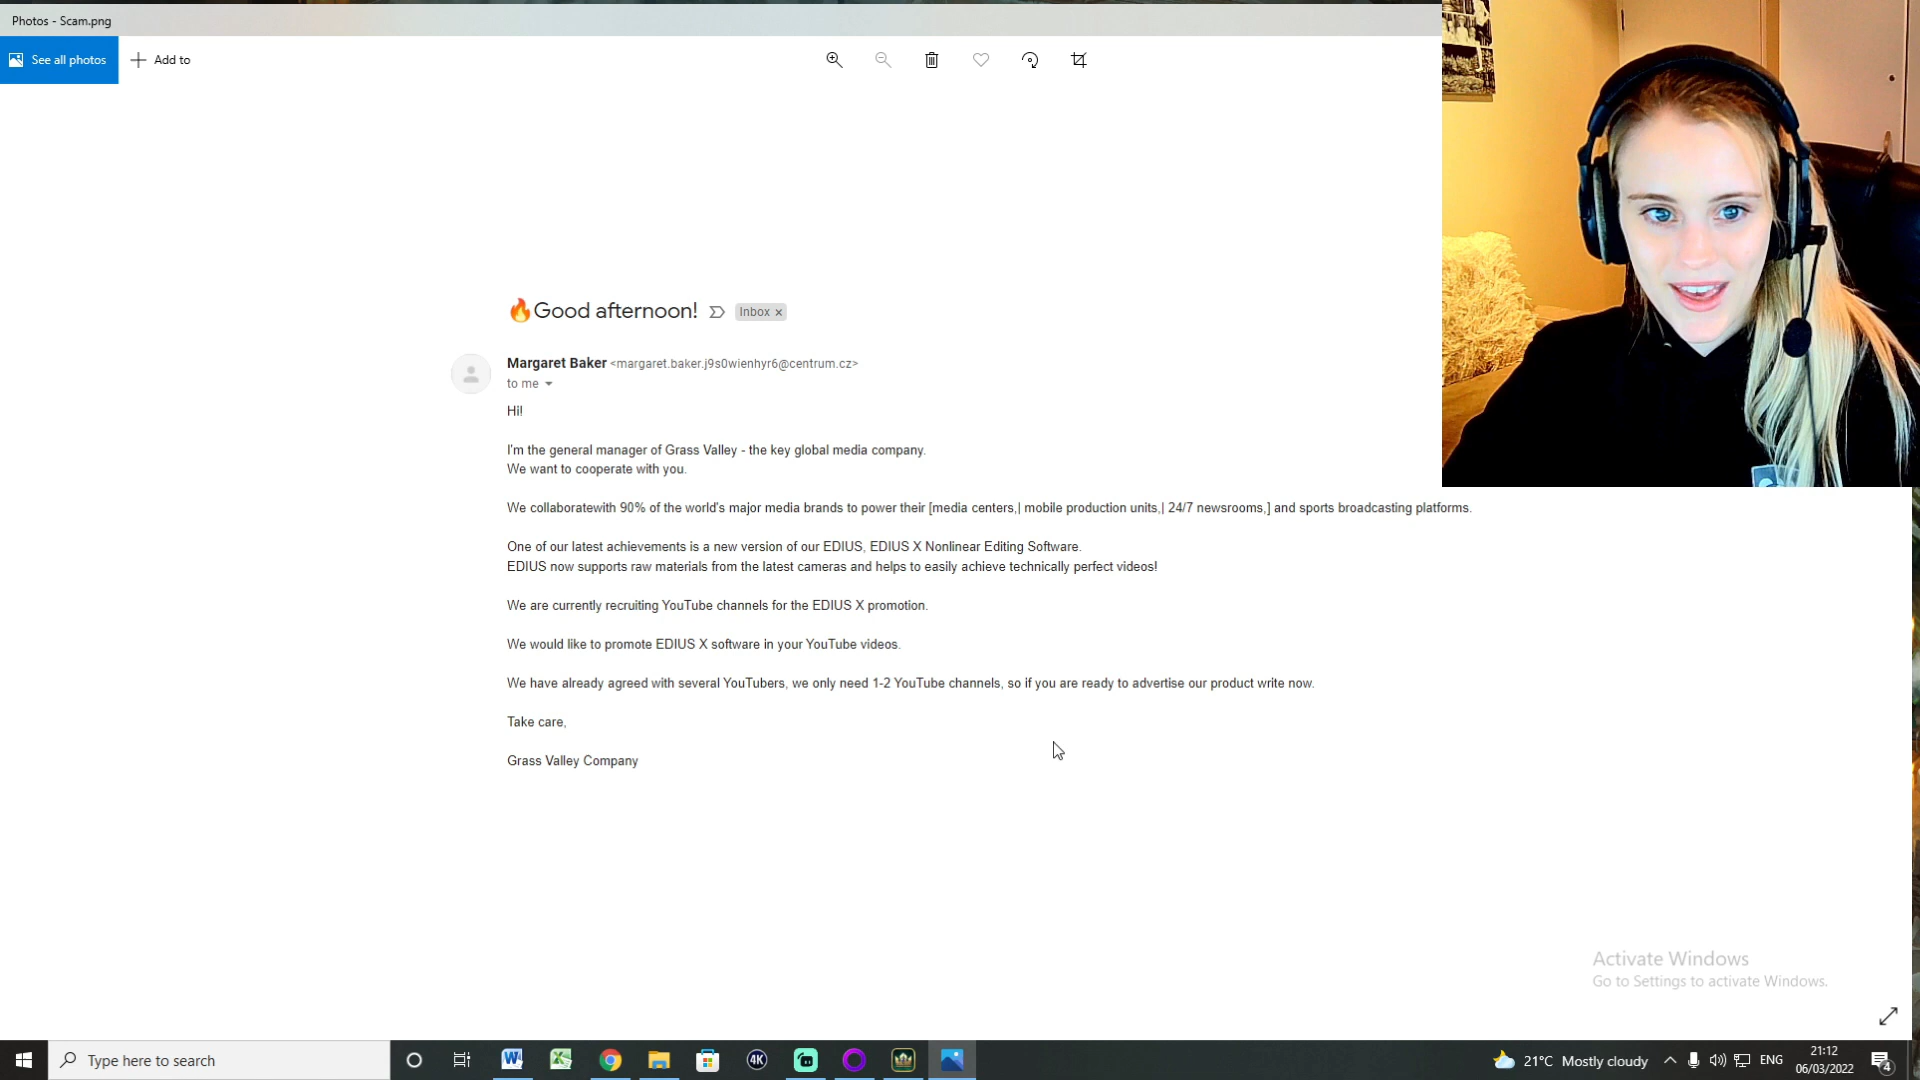 Photos - Scam.png
See all photos
Add to
🔥Good afternoon!
Inbox ×
Margaret Baker <margaret.baker.j9s0wienhyr6@centrum.cz>
to me
Hi!
I'm the general manager of Grass Valley - the key global media company.
We want to cooperate with you.
We collaboratewith 90% of the world's major media brands to power their [media centers,| mobile production units,| 24/7 newsrooms,] and sports broadcasting platforms.
One of our latest achievements is a new version of our EDIUS, EDIUS X Nonlinear Editing Software.
EDIUS now supports raw materials from the latest cameras and helps to easily achieve technically perfect videos!
We are currently recruiting YouTube channels for the EDIUS X promotion.
We would like to promote EDIUS X software in your YouTube videos.
We have already agreed with several YouTubers, we only need 1-2 YouTube channels, so if you are ready to advertise our product write now.
Take care,
Grass Valley Company
Activate Windows
Go to Settings to activate Windows.
Type here to search
4K
21°C Mostly cloudy
ENG
21:12
06/03/2022
4